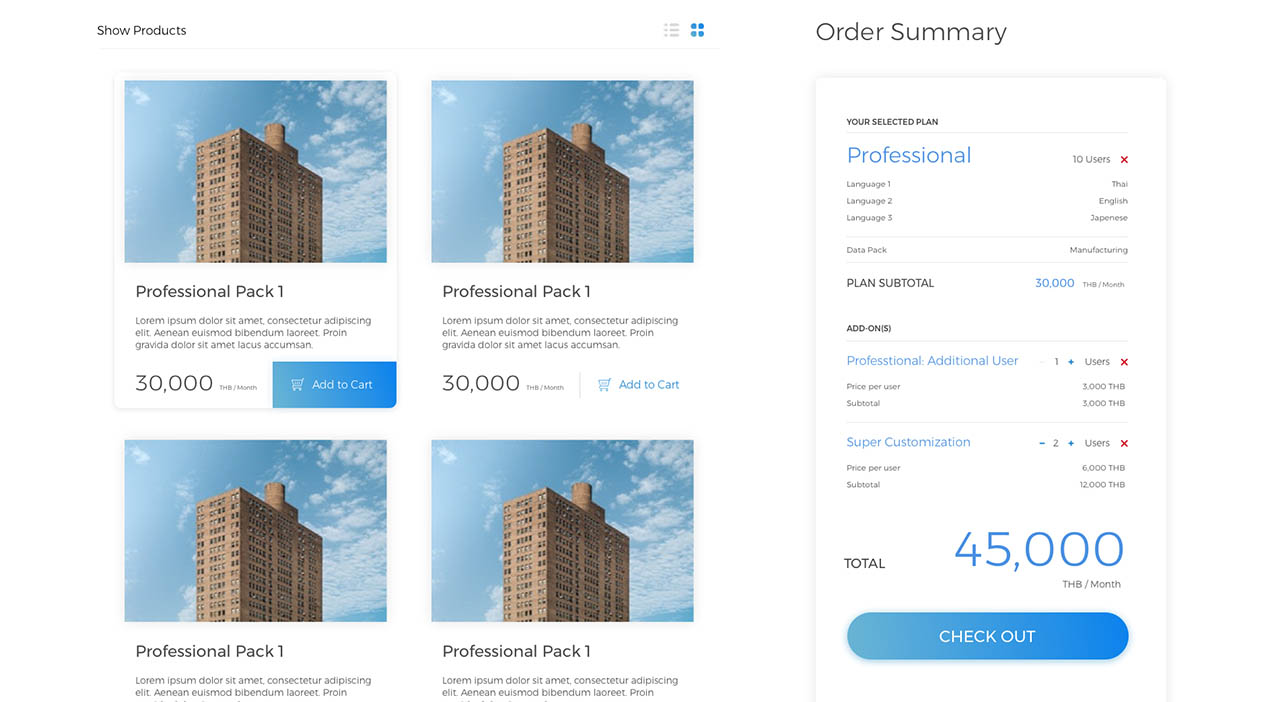 Show Products
Professional Pack 1
Lorem ipsum dolor sit amet, consectetur adipiscing
elit. Aenean euismod bibendum laoreet. Proin
gravida dolor sit amet lacus accumsan.
30,000 THB / Month
Add to Cart
Professional Pack 1
Lorem ipsum dolor sit amet, consectetur adipiscing
elit. Aenean euismod bibendum laoreet. Proin
gravida dolor sit amet lacus accumsan.
30,000 THB / Month
Add to Cart
Professional Pack 1
Lorem ipsum dolor sit amet, consectetur adipiscing
elit. Aenean euismod bibendum laoreet. Proin
Professional Pack 1
Lorem ipsum dolor sit amet, consectetur adipiscing
elit. Aenean euismod bibendum laoreet. Proin
Order Summary
YOUR SELECTED PLAN
Professional 10 Users
Language 1 Thai
Language 2 English
Language 3 Japenese
Data Pack Manufacturing
PLAN SUBTOTAL 30,000 THB / Month
ADD-ON(S)
Professtional: Additional User - 1 + Users
Price per user 3,000 THB
Subtotal 3,000 THB
Super Customization - 2 + Users
Price per user 6,000 THB
Subtotal 12,000 THB
TOTAL 45,000
THB / Month
CHECK OUT